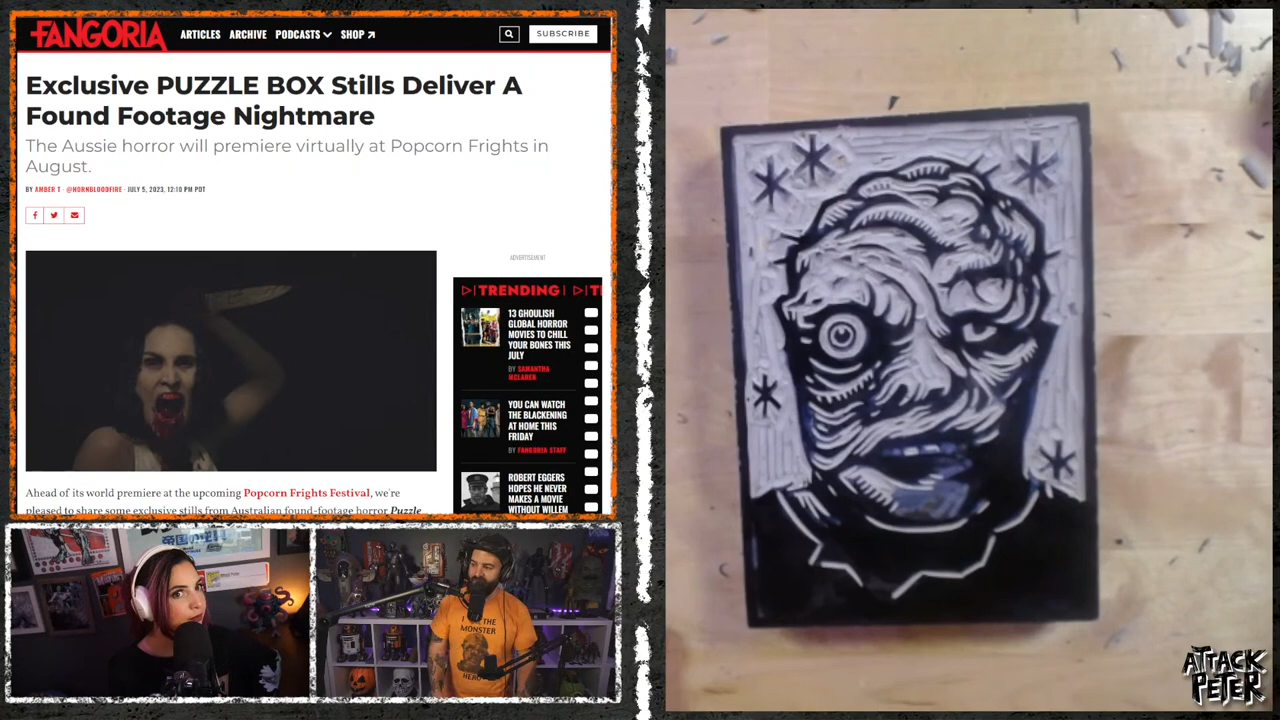 FANGORIA
ARTICLES ARCHIVE PODCASTS SHOP
SUBSCRIBE
Exclusive PUZZLE BOX Stills Deliver A
Found Footage Nightmare
The Aussie horror will premiere virtually at Popcorn Frights in
August.
BY AMBER T · @HORNBLOODFIRE · JULY 5, 2023, 12:10 PM PDT
ADVERTISEMENT
TRENDING
13 GHOULISH
GLOBAL HORROR
MOVIES TO CHILL
YOUR BONES THIS
JULY
BY SAMANTHA
MCLAREN
YOU CAN WATCH
THE BLACKENING
AT HOME THIS
FRIDAY
BY FANGORIA STAFF
ROBERT EGGERS
HOPES HE NEVER
MAKES A MOVIE
WITHOUT WILLEM
Ahead of its world premiere at the upcoming Popcorn Frights Festival, we're
pleased to share some exclusive stills from Australian found-footage horror Puzzle
THE
MONSTER
ATTACK
PETER